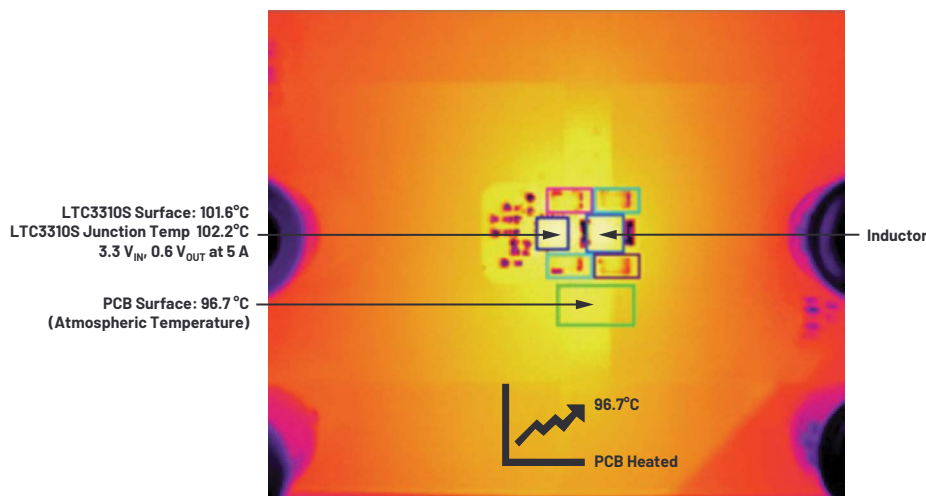 LTC3310S Surface: 101.6°C
LTC3310S Junction Temp 102.2°C
3.3 VIN, 0.6 VOUT at 5 A
Inductor
PCB Surface: 96.7 °C
(Atmospheric Temperature)
96.7°C
PCB Heated